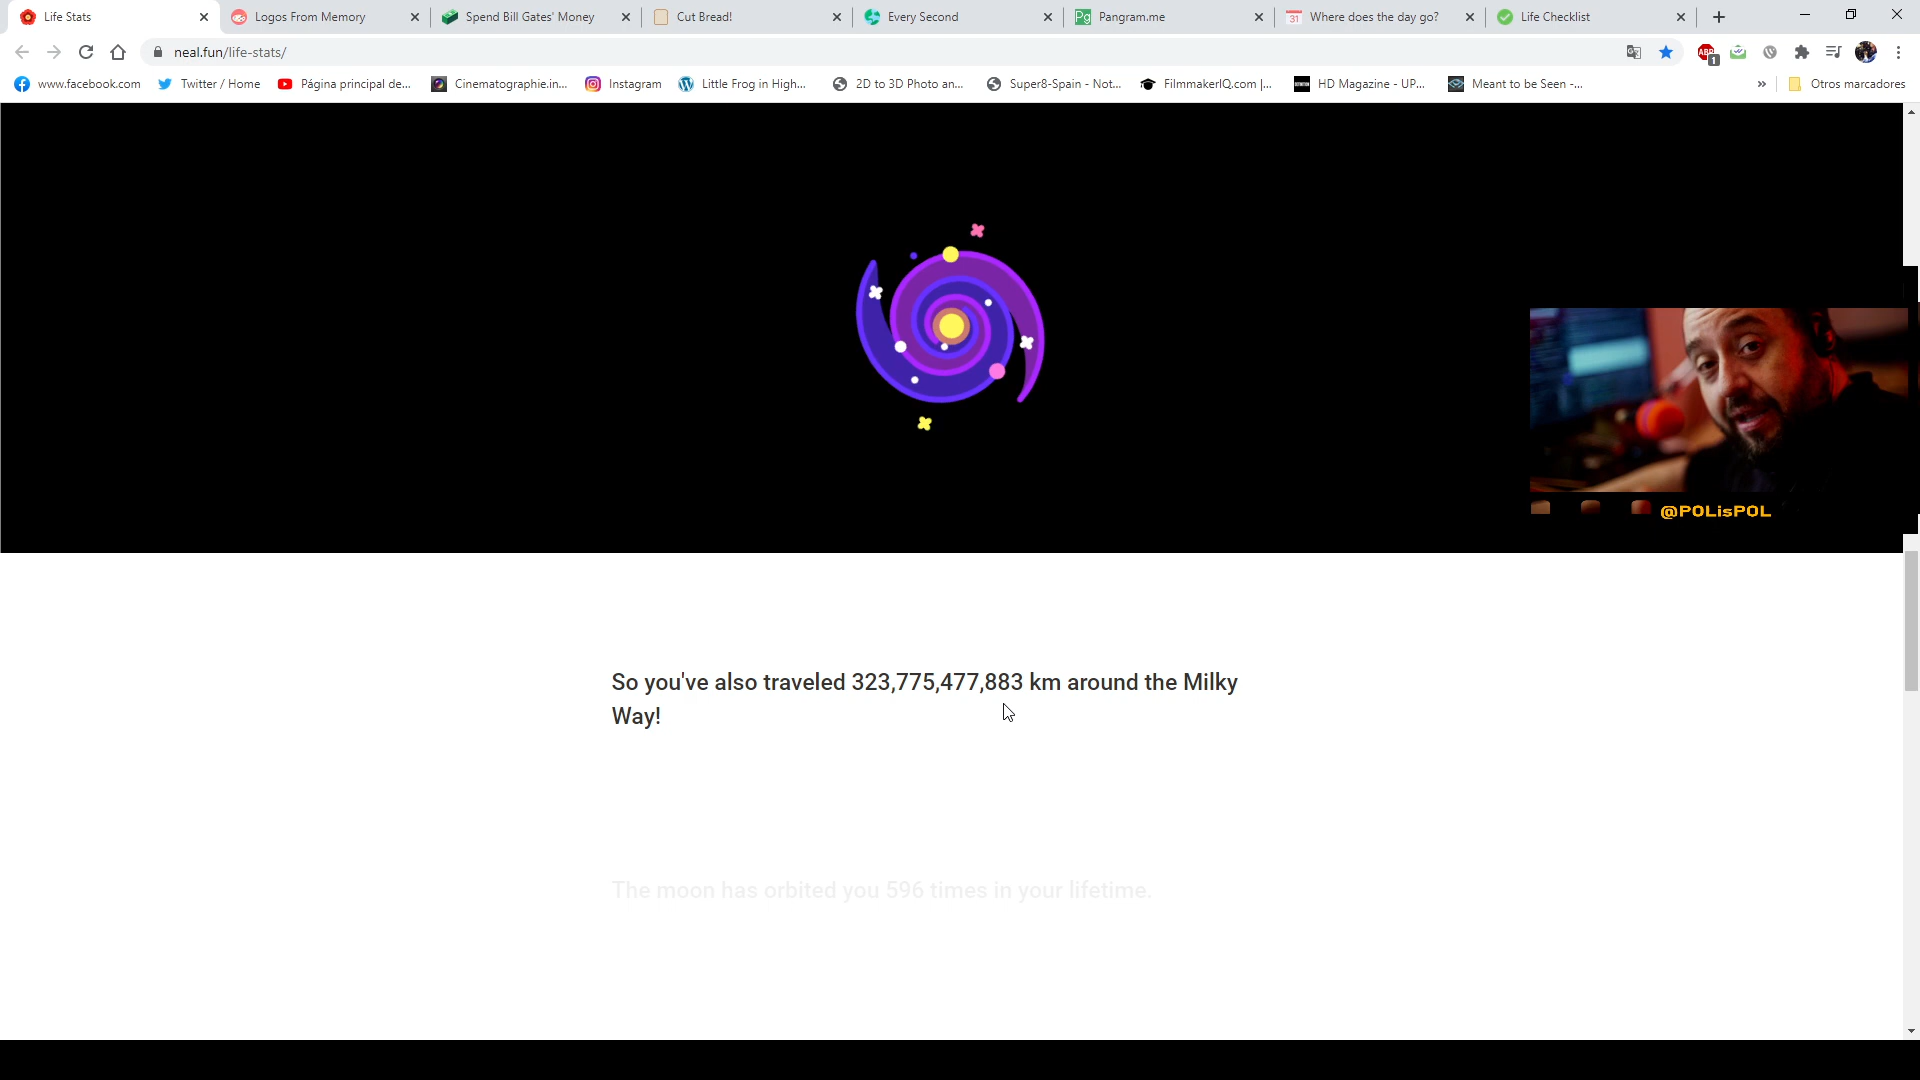 Life Stats
Logos From Memory
Spend Bill Gates' Money
Cut Bread!
Every Second
Pg Pangram.me
31 Where does the day go?
Life Checklist
neal.fun/life-stats/
ABP 1
www.facebook.com
Twitter / Home
Página principal de...
Cinematographie.in...
Instagram
Little Frog in High...
2D to 3D Photo an...
Super8-Spain - Not...
FilmmakerIQ.com |...
HD Magazine - UP...
Meant to be Seen -...
»
Otros marcadores
@POLisPOL
So you've also traveled 323,775,477,883 km around the Milky
Way!
The moon has orbited you 596 times in your lifetime.